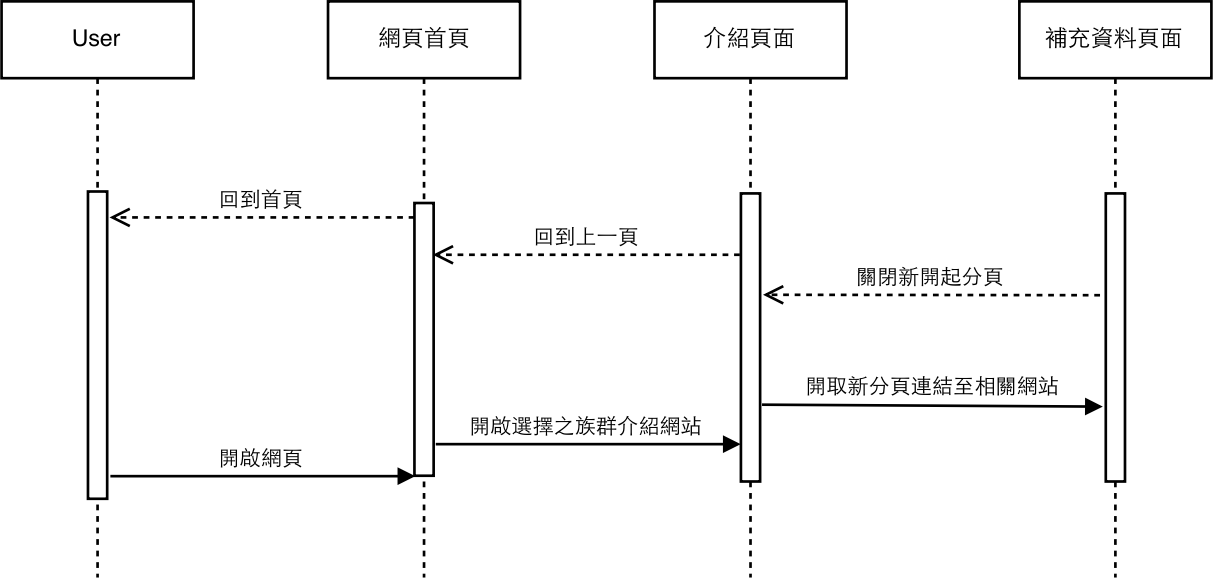 User
網頁首頁
介紹頁面
補充資料頁面
回到首頁
回到上一頁
關閉新開起分頁
開取新分頁連結至相關網站
開啟選擇之族群介紹網站
開啟網頁